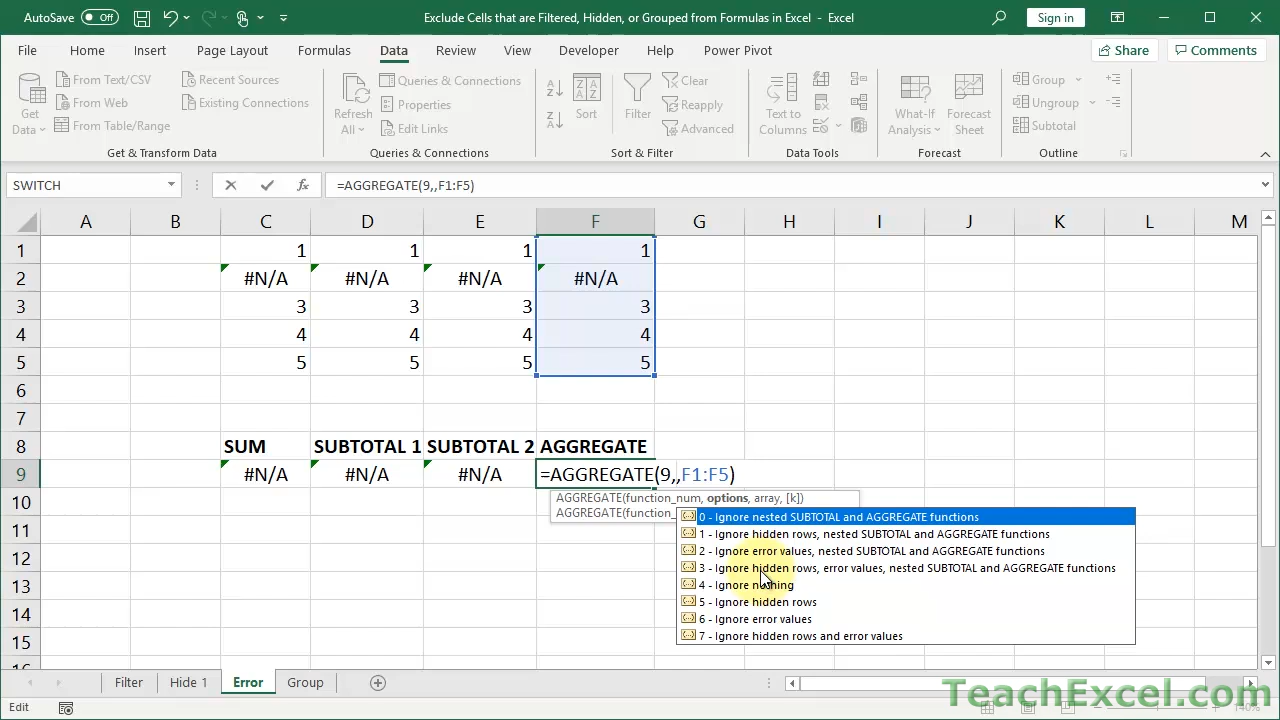 AutoSave Off Exclude Cells that are Filtered, Hidden, or Grouped from Formulas in Excel - Excel Sign in
File Home Insert Page Layout Formulas Data Review View Developer Help Power Pivot Share Comments
Get Data From Text/CSV From Web From Table/Range Recent Sources Existing Connections
Refresh All Queries & Connections Properties Edit Links
Sort Filter Clear Reapply Advanced
Text to Columns What-If Analysis Forecast Sheet Group Ungroup Subtotal
Get & Transform Data Queries & Connections Sort & Filter Data Tools Forecast Outline
SWITCH fx =AGGREGATE(9,,F1:F5)
A B C D E F G H I J K L M
1 1 1 1 1
2 #N/A #N/A #N/A #N/A
3 3 3 3 3
4 4 4 4 4
5 5 5 5 5
6
7
8 SUM SUBTOTAL 1 SUBTOTAL 2 AGGREGATE
9 #N/A #N/A #N/A =AGGREGATE(9,,F1:F5)
10 AGGREGATE(function_num, options, array, [k])
AGGREGATE(function_
0 - Ignore nested SUBTOTAL and AGGREGATE functions
11 1 - Ignore hidden rows, nested SUBTOTAL and AGGREGATE functions
2 - Ignore error values, nested SUBTOTAL and AGGREGATE functions
12 3 - Ignore hidden rows, error values, nested SUBTOTAL and AGGREGATE functions
13 4 - Ignore nothing
5 - Ignore hidden rows
14 6 - Ignore error values
15 7 - Ignore hidden rows and error values
Filter Hide 1 Error Group
Edit 140%
TeachExcel.com